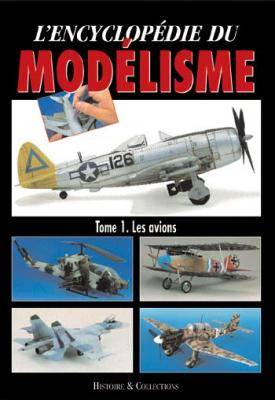 L'ENCYCLOPÉDIE DU
MODÉLISME
126
Tome 1. Les avions
HISTOIRE & COLLECTIONS